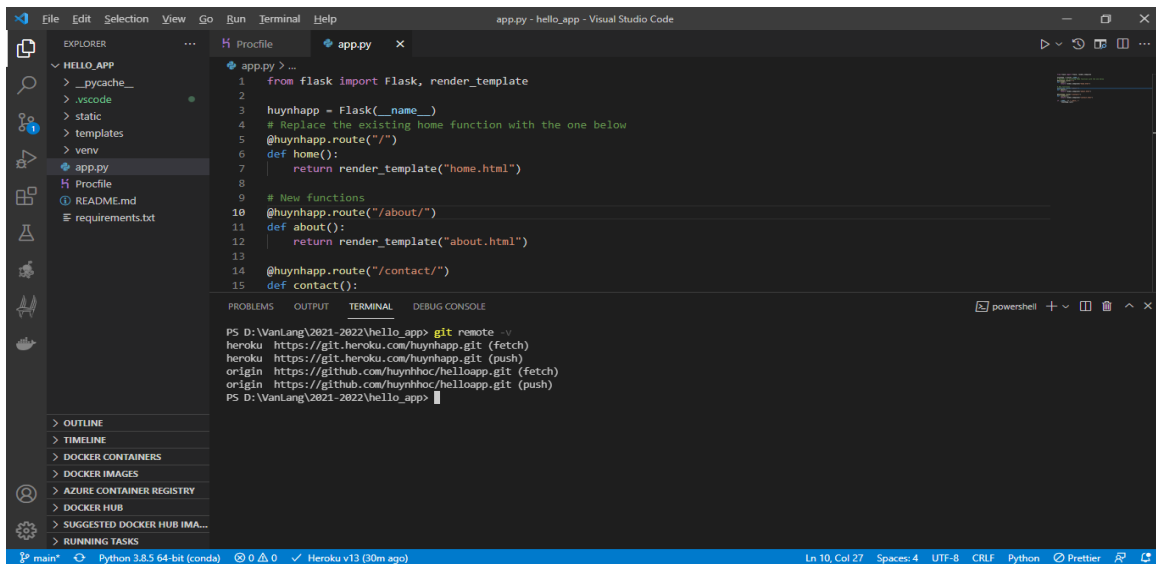 File Edit Selection View Go Run Terminal Help
app.py - hello_app - Visual Studio Code
EXPLORER
HELLO_APP
__pycache__
.vscode
static
templates
venv
app.py
Procfile
README.md
requirements.txt
OUTLINE
TIMELINE
DOCKER CONTAINERS
DOCKER IMAGES
AZURE CONTAINER REGISTRY
DOCKER HUB
SUGGESTED DOCKER HUB IMA...
RUNNING TASKS
1
Procfile app.py
app.py > ...
1 from flask import Flask, render_template
2
3 huynhapp = Flask(__name__)
4 # Replace the existing home function with the one below
5 @huynhapp.route("/")
6 def home():
7 return render_template("home.html")
8
9 # New functions
10 @huynhapp.route("/about/")
11 def about():
12 return render_template("about.html")
13
14 @huynhapp.route("/contact/")
15 def contact():
PROBLEMS OUTPUT TERMINAL DEBUG CONSOLE
powershell
PS D:\VanLang\2021-2022\hello_app> git remote -v
heroku https://git.heroku.com/huynhapp.git (fetch)
heroku https://git.heroku.com/huynhapp.git (push)
origin https://github.com/huynhhoc/helloapp.git (fetch)
origin https://github.com/huynhhoc/helloapp.git (push)
PS D:\VanLang\2021-2022\hello_app>
main* Python 3.8.5 64-bit (conda) 0 0 Heroku v13 (30m ago) Ln 10, Col 27 Spaces: 4 UTF-8 CRLF Python Prettier